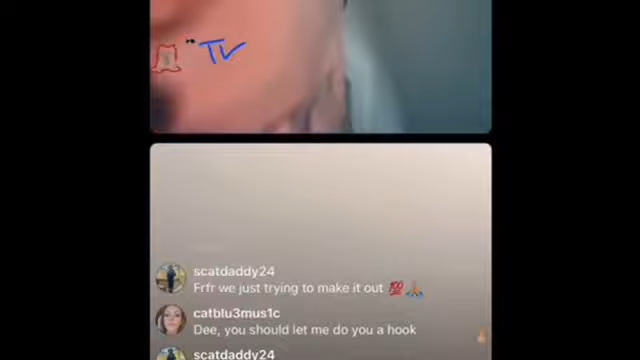 TV
scatdaddy24
Frfr we just trying to make it out 💯🙏🏾
catblu3mus1c
Dee, you should let me do you a hook
scatdaddy24